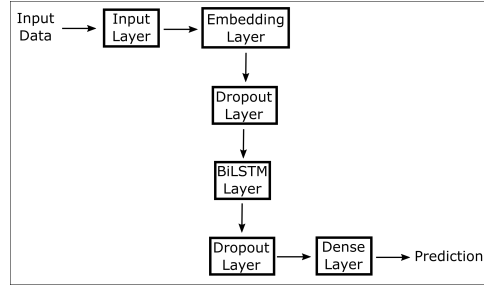 Input
Data
Input
Layer
Embedding
Layer
Dropout
Layer
BiLSTM
Layer
Dropout
Layer
Dense
Layer
Prediction